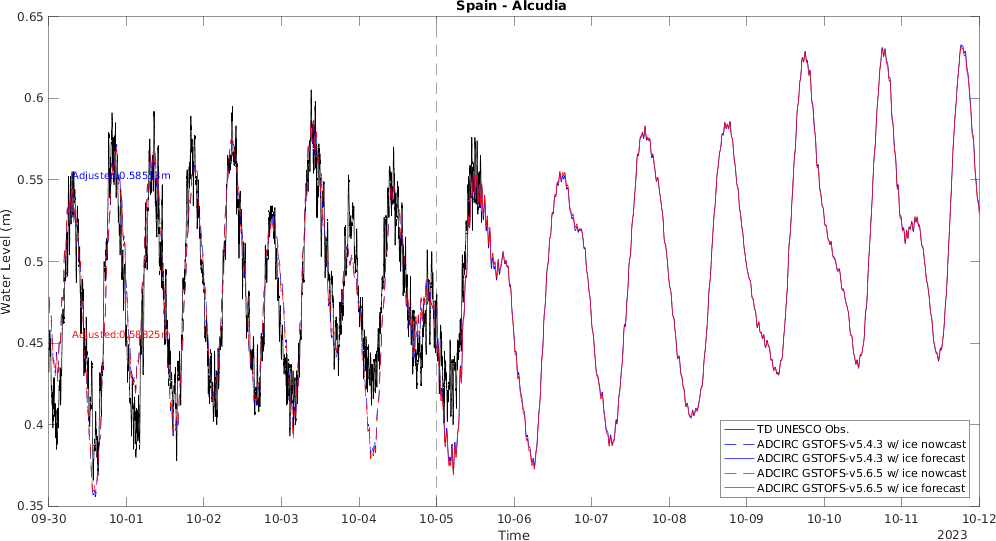 Spain - Alcudia
0.65
0.6
0.55
0.5
0.45
0.4
0.35
Water Level (m)
Adjusted:0.58553m
Adjusted:0.58825m
TD UNESCO Obs.
ADCIRC GSTOFS-v5.4.3 w/ ice nowcast
ADCIRC GSTOFS-v5.4.3 w/ ice forecast
ADCIRC GSTOFS-v5.6.5 w/ ice nowcast
ADCIRC GSTOFS-v5.6.5 w/ ice forecast
09-30 10-01 10-02 10-03 10-04 10-05 10-06 10-07 10-08 10-09 10-10 10-11 10-12
Time
2023